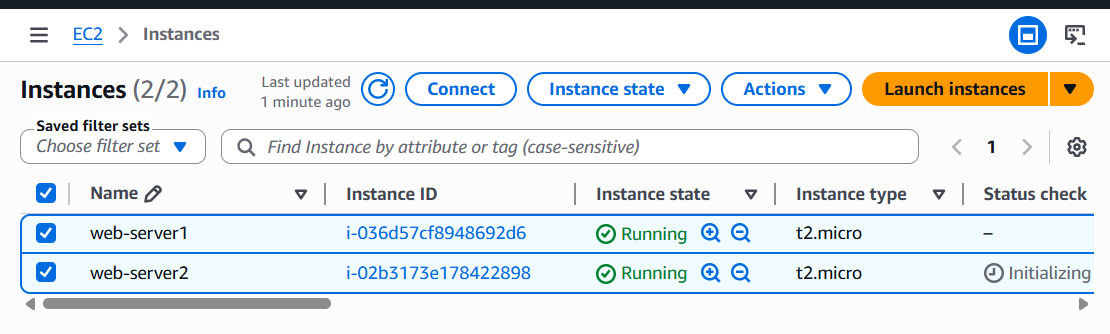 EC2 > Instances
Instances (2/2) Info Last updated 1 minute ago Connect Instance state Actions Launch instances
Saved filter sets
Choose filter set Find Instance by attribute or tag (case-sensitive) 1
Name Instance ID Instance state Instance type Status check
web-server1 i-036d57cf8948692d6 Running t2.micro –
web-server2 i-02b3173e178422898 Running t2.micro Initializing